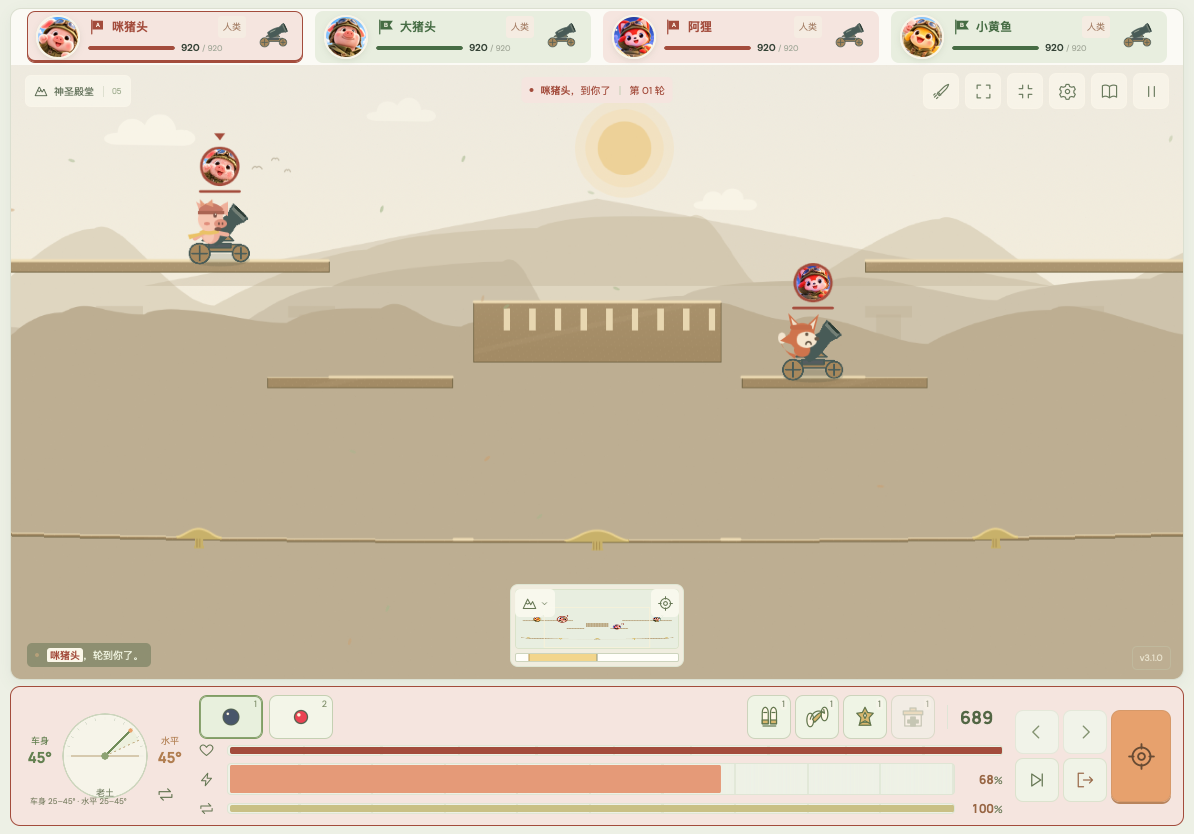 A 咪猪头 人类
920 / 920
B 大猪头 人类
920 / 920
A 阿狸 人类
920 / 920
B 小黄鱼 人类
920 / 920
神圣殿堂 05
咪猪头，到你了 第 01 轮
咪猪头，轮到你了。
v3.1.0
车身
45°
水平
45°
老土
车身 25–45° · 水平 25–45°
1
2
1
1
1
1
689
68%
100%